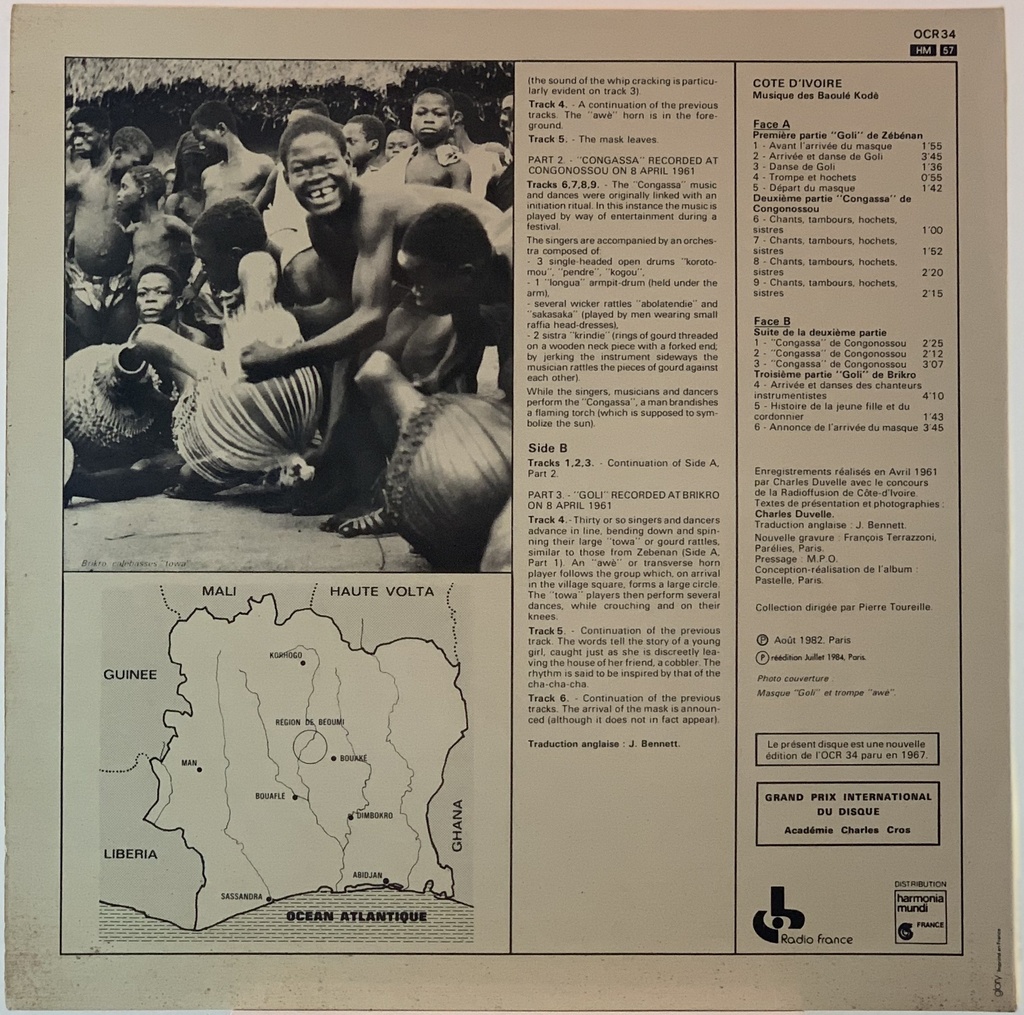 OCR34
HM 57
Brikro calebasses "towa"
MALI
HAUTE VOLTA
GUINEE
KORHOGO
RÉGION DE BEOUMI
MAN
BOUAKE
BOUAFLE
DIMBOKRO
GHANA
LIBERIA
ABIDJAN
SASSANDRA
OCEAN ATLANTIQUE
(the sound of the whip cracking is particu-
larly evident on track 3).
Track 4. - A continuation of the previous
tracks. The "awè" horn is in the fore-
ground.
Track 5. - The mask leaves.
PART 2. - "CONGASSA" RECORDED AT
CONGONOSSOU ON 8 APRIL 1961
Tracks 6,7,8,9. - The "Congassa" music
and dances were originally linked with an
initiation ritual. In this instance the music is
played by way of entertainment during a
festival.
The singers are accompanied by an orches-
tra composed of
- 3 single-headed open drums "koroto-
mou", "pendre", "kogou",
- 1 "longua" armpit-drum (held under the
arm),
- several wicker rattles "abolatendie" and
"sakasaka" (played by men wearing small
raffia head-dresses),
- 2 sistra "krindie" (rings of gourd threaded
on a wooden neck piece with a forked end;
by jerking the instrument sideways the
musician rattles the pieces of gourd against
each other).
While the singers, musicians and dancers
perform the "Congassa", a man brandishes
a flaming torch (which is supposed to sym-
bolize the sun).
Side B
Tracks 1,2,3. - Continuation of Side A,
Part 2.
PART 3. - "GOLI" RECORDED AT BRIKRO
ON 8 APRIL 1961
Track 4. - Thirty or so singers and dancers
advance in line, bending down and spin-
ning their large "towa" or gourd rattles,
similar to those from Zebenan (Side A,
Part 1). An "awè" or transverse horn
player follows the group which, on arrival
in the village square, forms a large circle.
The "towa" players then perform several
dances, while crouching and on their
knees.
Track 5. - Continuation of the previous
track. The words tell the story of a young
girl, caught just as she is discreetly lea-
ving the house of her friend, a cobbler. The
rhythm is said to be inspired by that of the
cha-cha-cha.
Track 6. - Continuation of the previous
tracks. The arrival of the mask is announ-
ced (although it does not in fact appear).
Traduction anglaise : J. Bennett.
COTE D'IVOIRE
Musique des Baoulé Kodè
Face A
Première partie "Goli" de Zébénan
1 - Avant l'arrivée du masque 1'55
2 - Arrivée et danse de Goli 3'45
3 - Danse de Goli 1'36
4 - Trompe et hochets 0'55
5 - Départ du masque 1'42
Deuxième partie "Congassa" de
Congonossou
6 - Chants, tambours, hochets,
sistres 1'00
7 - Chants, tambours, hochets,
sistres 1'52
8 - Chants, tambours, hochets,
sistres 2'20
9 - Chants, tambours, hochets,
sistres 2'15
Face B
Suite de la deuxième partie
1 - "Congassa" de Congonossou 2'25
2 - "Congassa" de Congonossou 2'12
3 - "Congassa" de Congonossou 3'07
Troisième partie "Goli" de Brikro
4 - Arrivée et danses des chanteurs
instrumentistes 4'10
5 - Histoire de la jeune fille et du
cordonnier 1'43
6 - Annonce de l'arrivée du masque 3'45
Enregistrements réalisés en Avril 1961
par Charles Duvelle avec le concours
de la Radioffusion de Côte-d'Ivoire.
Textes de présentation et photographies :
Charles Duvelle.
Traduction anglaise : J. Bennett.
Nouvelle gravure : François Terrazzoni,
Parélies, Paris.
Pressage : M.P.O.
Conception-réalisation de l'album :
Pastelle, Paris.
Collection dirigée par Pierre Toureille.
Ⓟ Août 1982. Paris
Ⓟ réédition Juillet 1984, Paris.
Photo couverture :
Masque "Goli" et trompe "awè".
Le présent disque est une nouvelle
édition de l'OCR 34 paru en 1967.
GRAND PRIX INTERNATIONAL
DU DISQUE
Académie Charles Cros
Radio france
DISTRIBUTION
harmonia
mundi
FRANCE
glory Imprimé en France